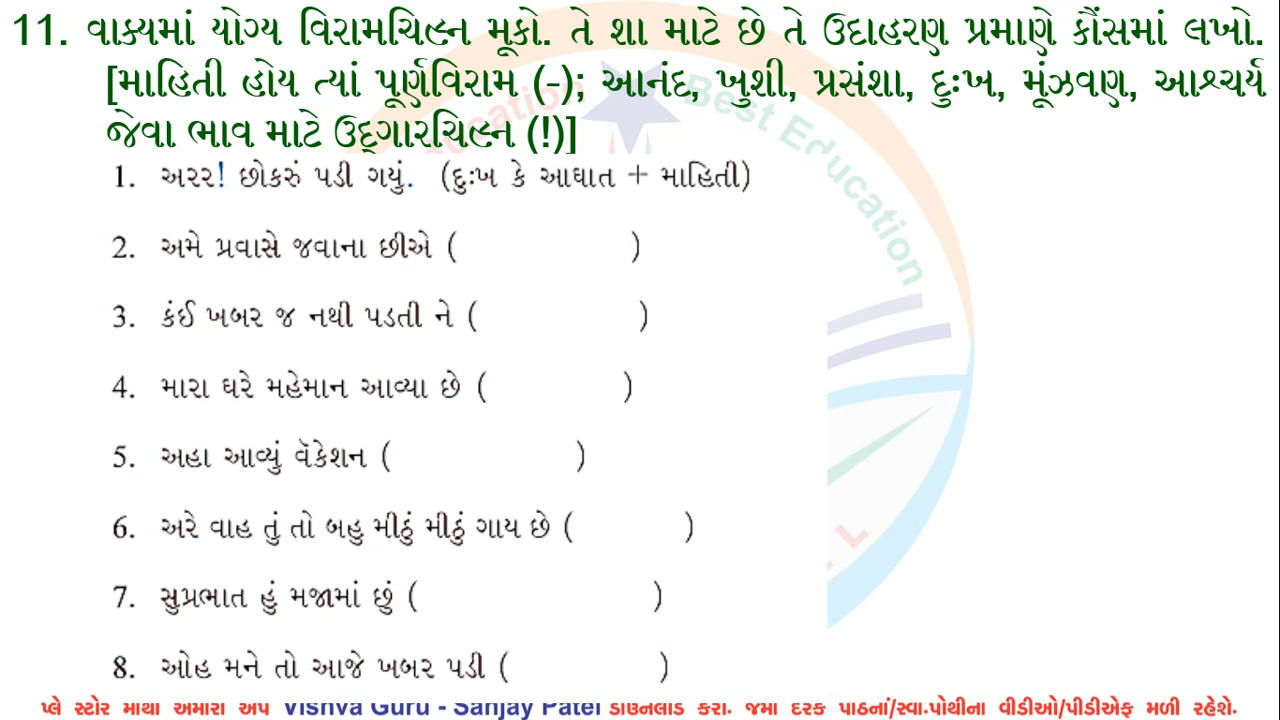 11. વાક્યમાં યોગ્ય વિરામચિહ્ન મૂકો. તે શા માટે છે તે ઉદાહરણ પ્રમાણે કૌંસમાં લખો.
[માહિતી હોય ત્યાં પૂર્ણવિરામ (-); આનંદ, ખુશી, પ્રસંશા, દુઃખ, મૂંઝવણ, આશ્ચર્ય
જેવા ભાવ માટે ઉદ્ગારચિહ્ન (!)]
1. અરર! છોકરું પડી ગયું. (દુઃખ કે આઘાત + માહિતી)
2. અમે પ્રવાસે જવાના છીએ ( )
3. કંઈ ખબર જ નથી પડતી ને ( )
4. મારા ઘરે મહેમાન આવ્યા છે ( )
5. અહા આવ્યું વૅકેશન ( )
6. અરે વાહ તું તો બહુ મીઠું મીઠું ગાય છે ( )
7. સુપ્રભાત હું મજામાં છું ( )
8. ઓહ મને તો આજે ખબર પડી ( )
પ્લે સ્ટોર માથા અમારા અપ Vishva Guru - Sanjay Patel ડાઉનલાડ કરા. જમા દરક પાઠનાં/સ્વા.પોથીના વીડીઓ/પીડીએફ મળી રહેશે.
Best Education